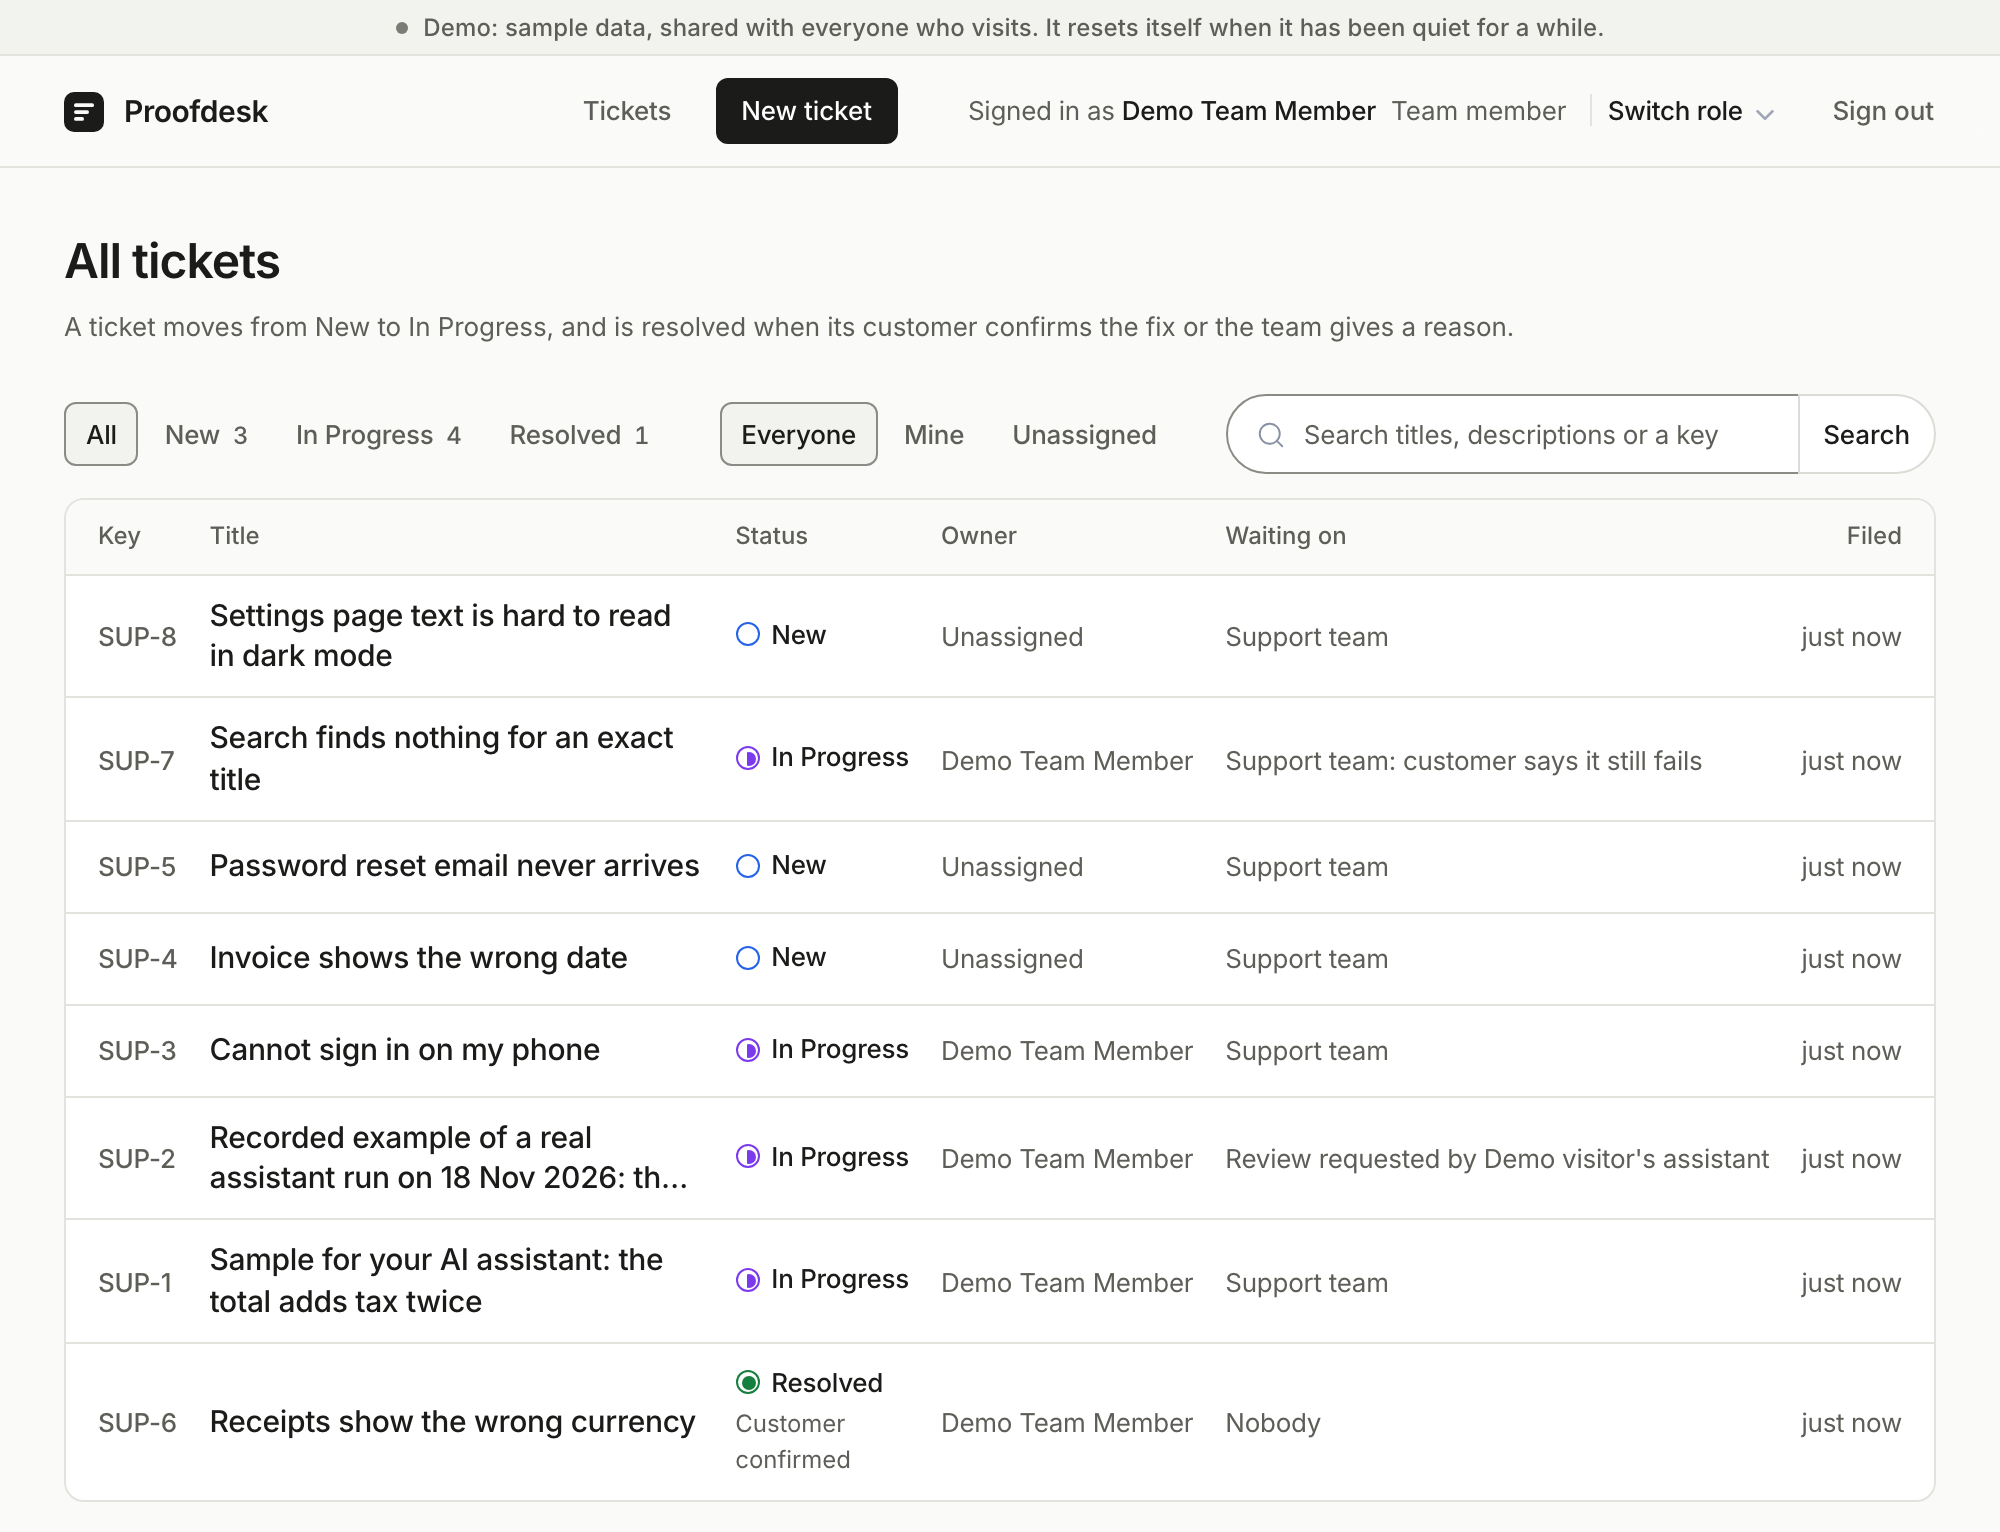 Demo: sample data, shared with everyone who visits. It resets itself when it has been quiet for a while.
Proofdesk
Tickets
New ticket
Signed in as Demo Team Member Team member
Switch role
Sign out
All tickets
A ticket moves from New to In Progress, and is resolved when its customer confirms the fix or the team gives a reason.
All
New 3
In Progress 4
Resolved 1
Everyone
Mine
Unassigned
Search titles, descriptions or a key
Search
Key Title Status Owner Waiting on Filed
SUP-8
Settings page text is hard to read
in dark mode
New
Unassigned
Support team
just now
SUP-7
Search finds nothing for an exact
title
In Progress
Demo Team Member
Support team: customer says it still fails
just now
SUP-5
Password reset email never arrives
New
Unassigned
Support team
just now
SUP-4
Invoice shows the wrong date
New
Unassigned
Support team
just now
SUP-3
Cannot sign in on my phone
In Progress
Demo Team Member
Support team
just now
SUP-2
Recorded example of a real
assistant run on 18 Nov 2026: th...
In Progress
Demo Team Member
Review requested by Demo visitor's assistant
just now
SUP-1
Sample for your AI assistant: the
total adds tax twice
In Progress
Demo Team Member
Support team
just now
SUP-6
Receipts show the wrong currency
Resolved
Customer
confirmed
Demo Team Member
Nobody
just now